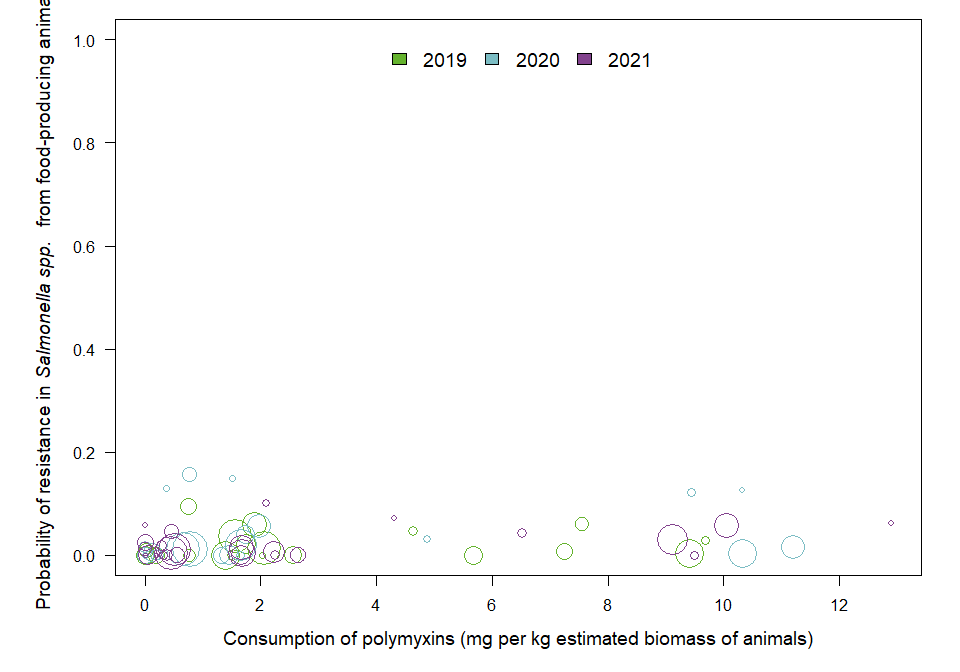 1.0
0.8
0.6
0.4
0.2
0.0
2019 2020 2021
Probability of resistance in Salmonella spp. from food-producing anima
0 2 4 6 8 10 12
Consumption of polymyxins (mg per kg estimated biomass of animals)